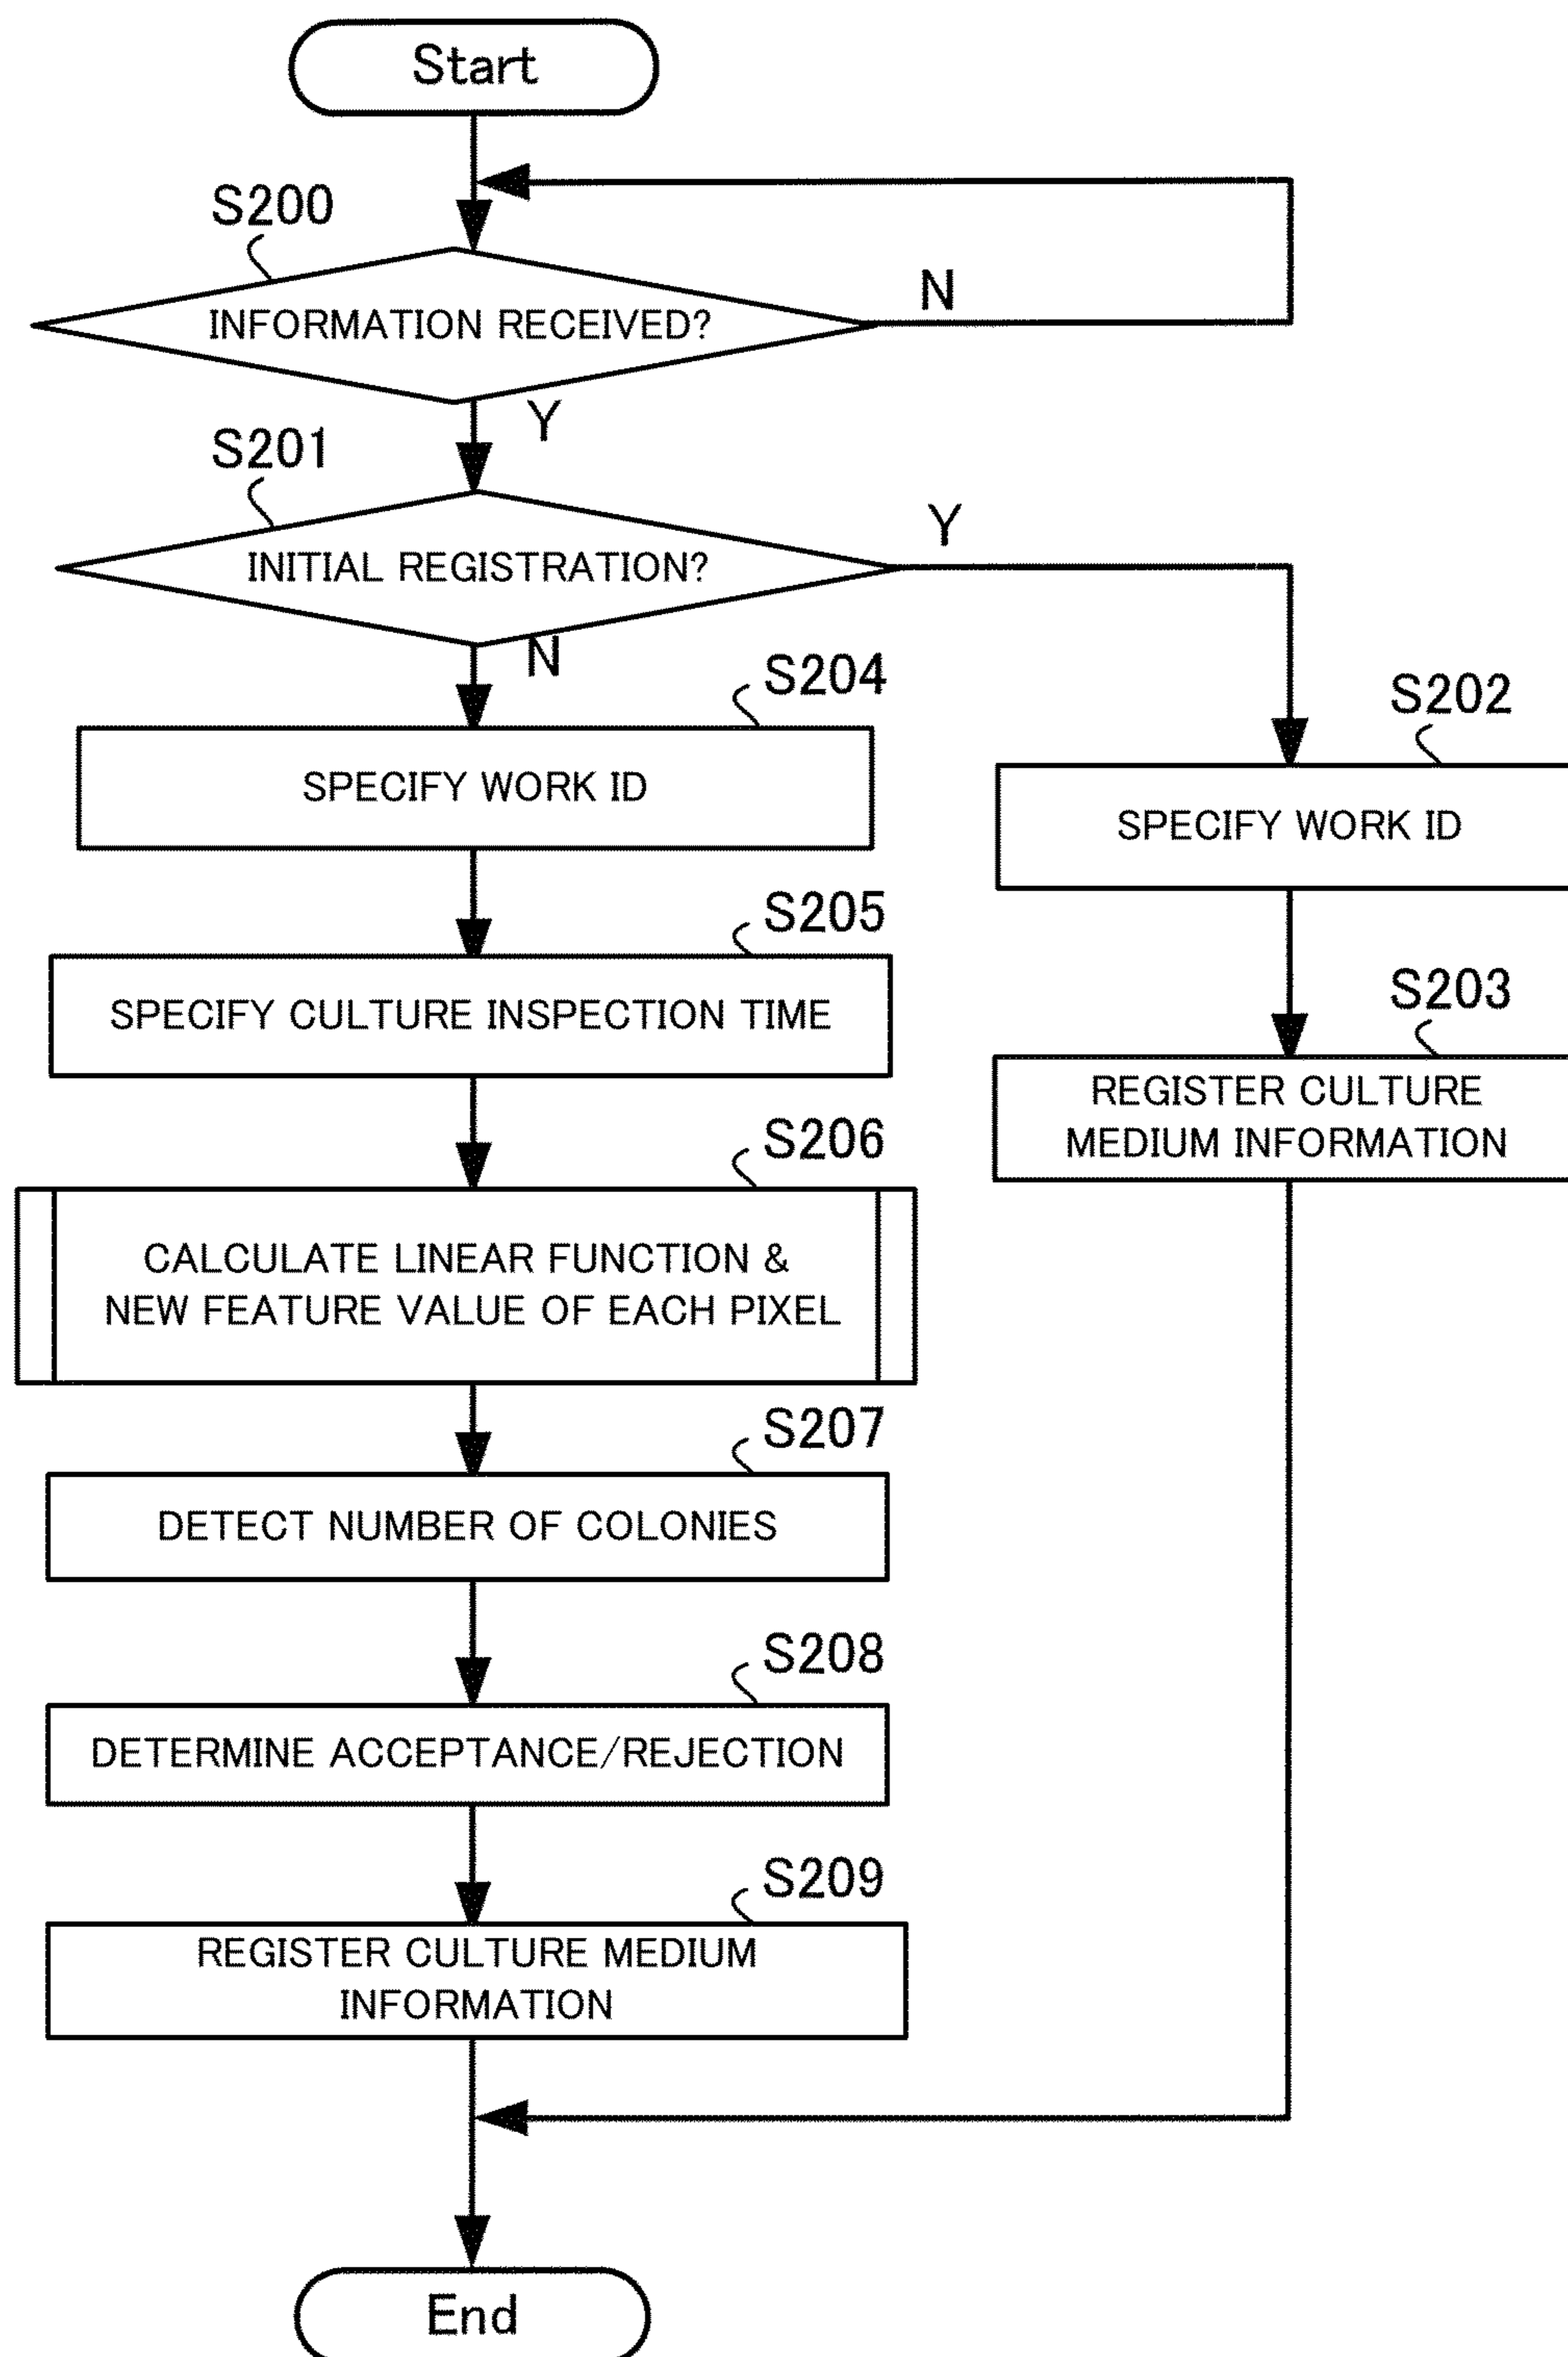 Start
S200
INFORMATION RECEIVED?
N
Y
S201
INITIAL REGISTRATION?
Y
N
S204
SPECIFY WORK ID
S202
SPECIFY WORK ID
S205
SPECIFY CULTURE INSPECTION TIME
S203
REGISTER CULTURE
MEDIUM INFORMATION
S206
CALCULATE LINEAR FUNCTION &
NEW FEATURE VALUE OF EACH PIXEL
S207
DETECT NUMBER OF COLONIES
S208
DETERMINE ACCEPTANCE/REJECTION
S209
REGISTER CULTURE MEDIUM
INFORMATION
End